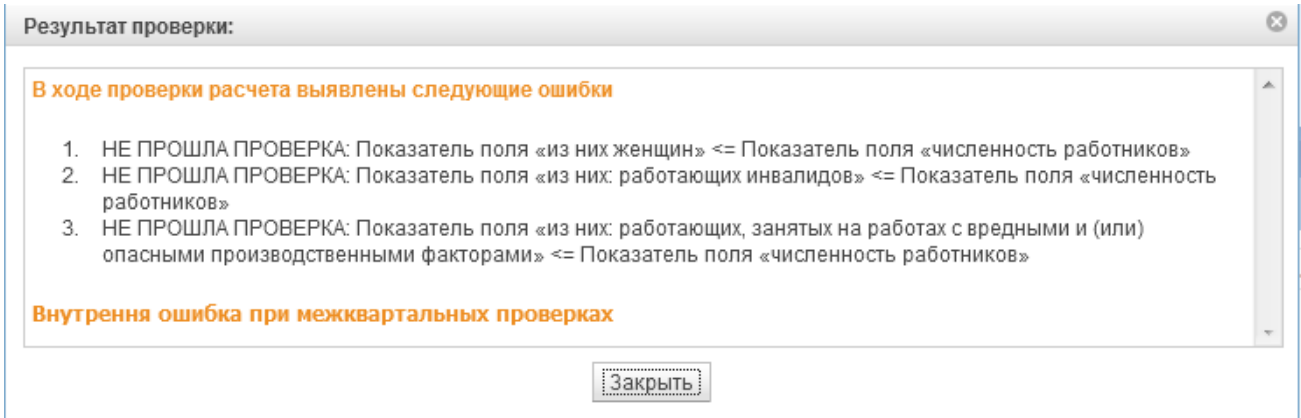 Результат проверки:
В ходе проверки расчета выявлены следующие ошибки
1. НЕ ПРОШЛА ПРОВЕРКА: Показатель поля «из них женщин» <= Показатель поля «численность работников»
2. НЕ ПРОШЛА ПРОВЕРКА: Показатель поля «из них: работающих инвалидов» <= Показатель поля «численность
работников»
3. НЕ ПРОШЛА ПРОВЕРКА: Показатель поля «из них: работающих, занятых на работах с вредными и (или)
опасными производственными факторами» <= Показатель поля «численность работников»
Внутрення ошибка при межквартальных проверках
Закрыть